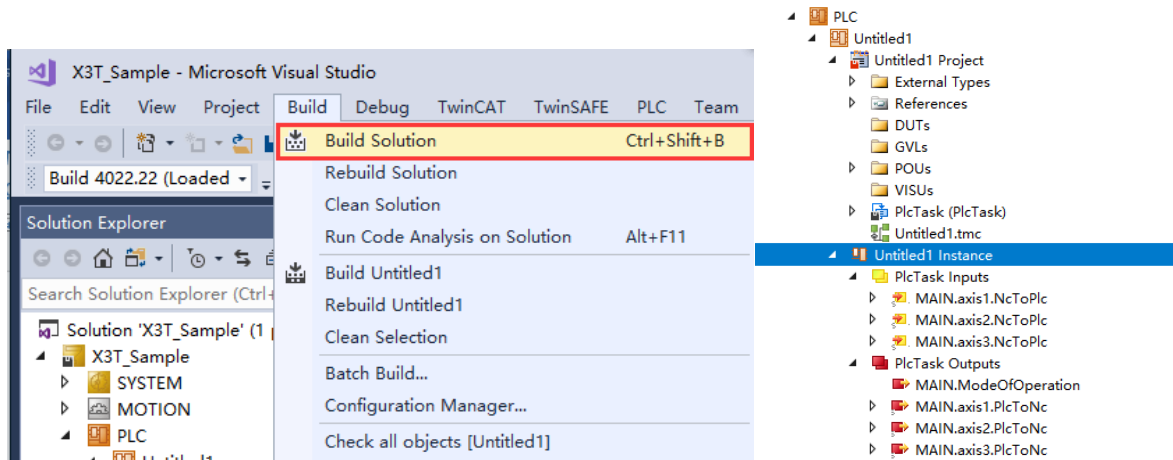 X3T_Sample - Microsoft Visual Studio
File Edit View Project Build Debug TwinCAT TwinSAFE PLC Team
Build 4022.22 (Loaded
Solution Explorer
Search Solution Explorer (Ctrl+
Solution 'X3T_Sample' (1
X3T_Sample
SYSTEM
MOTION
PLC
Build Solution Ctrl+Shift+B
Rebuild Solution
Clean Solution
Run Code Analysis on Solution Alt+F11
Build Untitled1
Rebuild Untitled1
Clean Selection
Batch Build...
Configuration Manager...
Check all objects [Untitled1]
PLC
Untitled1
Untitled1 Project
External Types
References
DUTs
GVLs
POUs
VISUs
PlcTask (PlcTask)
Untitled1.tmc
Untitled1 Instance
PlcTask Inputs
MAIN.axis1.NcToPlc
MAIN.axis2.NcToPlc
MAIN.axis3.NcToPlc
PlcTask Outputs
MAIN.ModeOfOperation
MAIN.axis1.PlcToNc
MAIN.axis2.PlcToNc
MAIN.axis3.PlcToNc